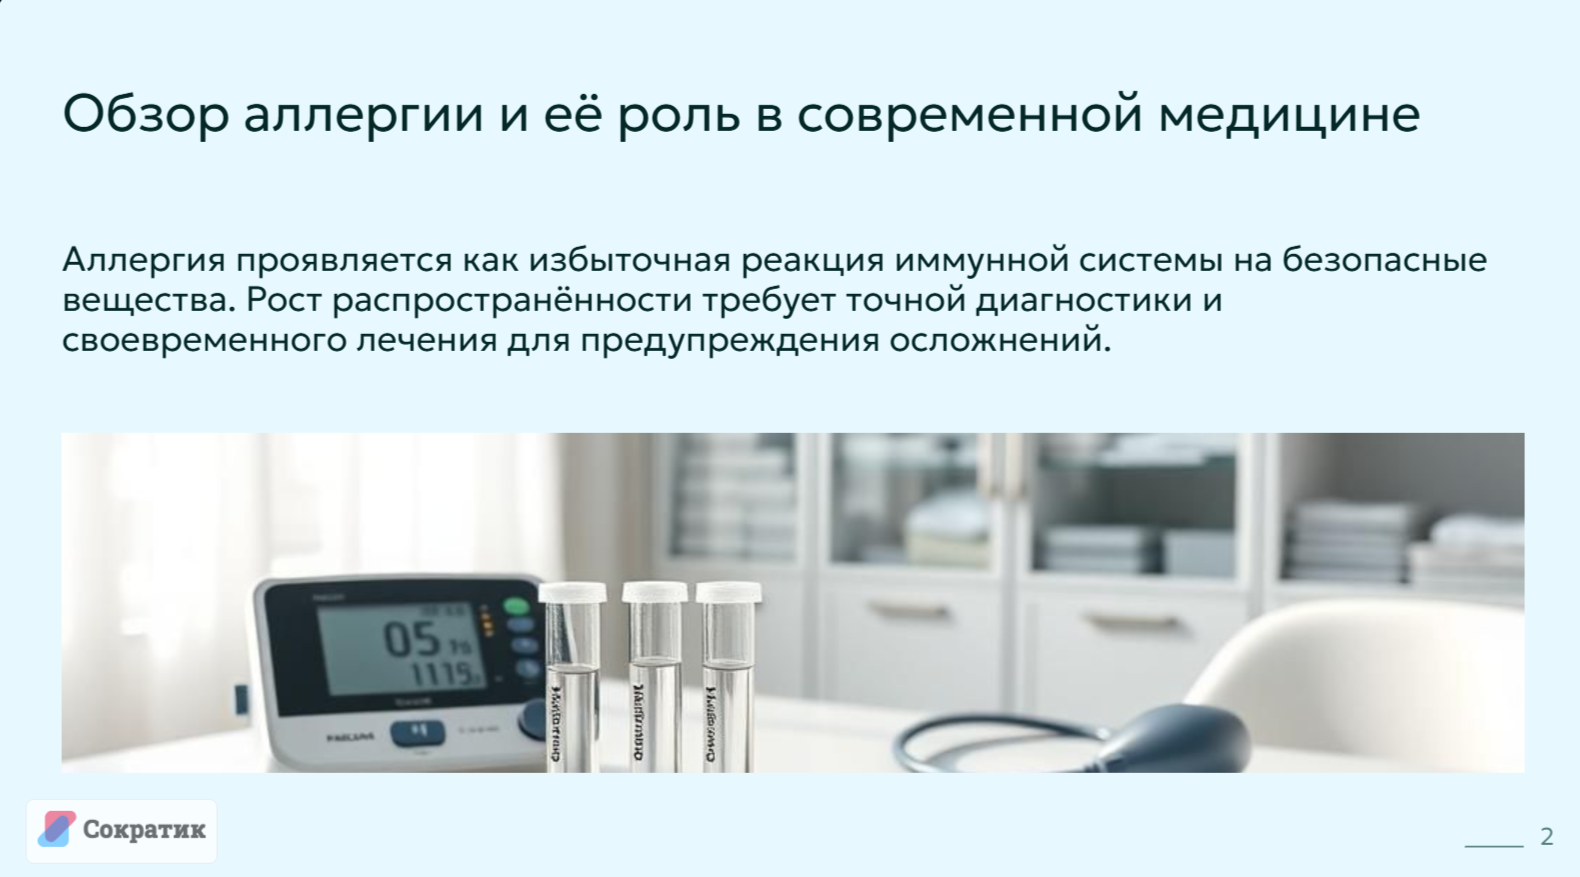 Обзор аллергии и её роль в современной медицине
Аллергия проявляется как избыточная реакция иммунной системы на безопасные
вещества. Рост распространённости требует точной диагностики и
своевременного лечения для предупреждения осложнений.
05
Сократик
2